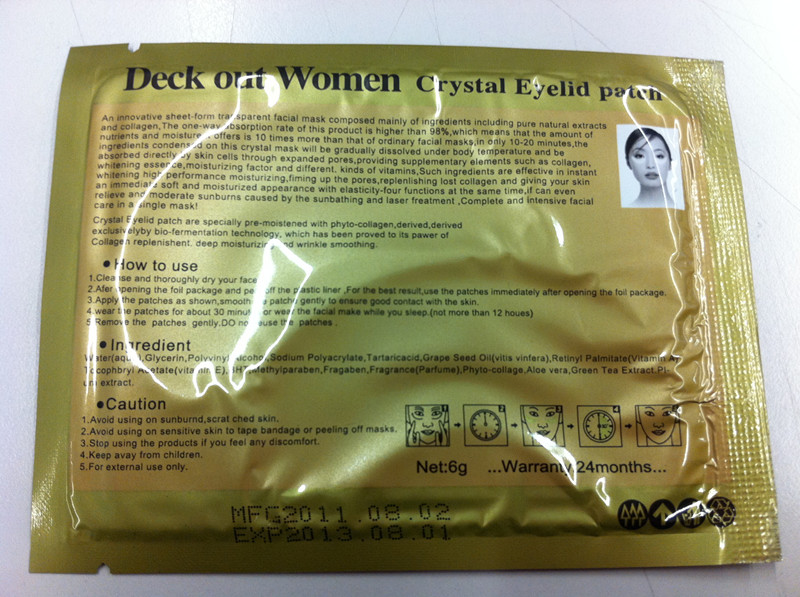 Deck out Women Crystal Eyelid patch
An innovative sheet-form transparent facial mask composed mainly of ingredients including pure natural extracts
and collagen,The one-way absorption rate of this product is higher than 98%,which means that the amount of
nutrients and moisture offers is 10 times more than that of ordinary facial masks,in only 10-20 minutes,the
ingredients condensed on this crystal mask will be gradually dissolved under body temperature and be
absorbed directly by skin cells through expanded pores,providing supplementary elements such as collagen,
whitening essence,moisturizing factor and different. kinds of vitamins,Such ingredients are effective in instant
whitening high performance moisturizing,fiming up the pores,replenlishing lost collagen and giving your skin
an immediate soft and moisturized appearance with elasticity-four functions at the same time,if can even
relieve and moderate sunburns caused by the sunbathing and laser treatment ,Complete and intensive facial
care in a single mask!
Crystal Eyelid patch are specially pre-moistened with phyto-collagen,derived,derived
exclusivelyby bio-fermentation technology, which has been proved to its pawer of
Collagen replenishent. deep moisturizing and wrinkle smoothing.
●How to use
1.Cleanse and thoroughly dry your face
2.Afer opening the foil package and peel off the plastic liner ,For the best result,use the patches immediately after opening the foil package.
3.Apply the patches as shown,smooth patch gently to ensure good contact with the skin.
4.wear the patches for about 30 minute or wear the facial make while you sleep.(not more than 12 houes)
5.Remove the patches gently.DO not reuse the patches .
●Ingredient
Water(aqua),Glycerin,Polyvinyl alcohol,Sodium Polyacrylate,Tartaricacid,Grape Seed Oil(vitis vinfera),Retinyl Palmitate(Vitamin A),
Tocophbryl Acetate(vitamin E),BHT,Methylparaben,Fragaben,Fragrance(Parfume),Phyto-collage,Aloe vera,Green Tea Extract.Pl-
um extract.
●Caution
1.Avoid using on sunburnd,scrat ched skin.
2.Avoid using on sensitive skin to tape bandage or peeling off masks.
3.Stop using the products if you feel any discomfort.
4.Keep away from children.
5.For external use only.
Net:6g ...Warranty 24months...
MFG2011.08.02
EXP2013.08.01